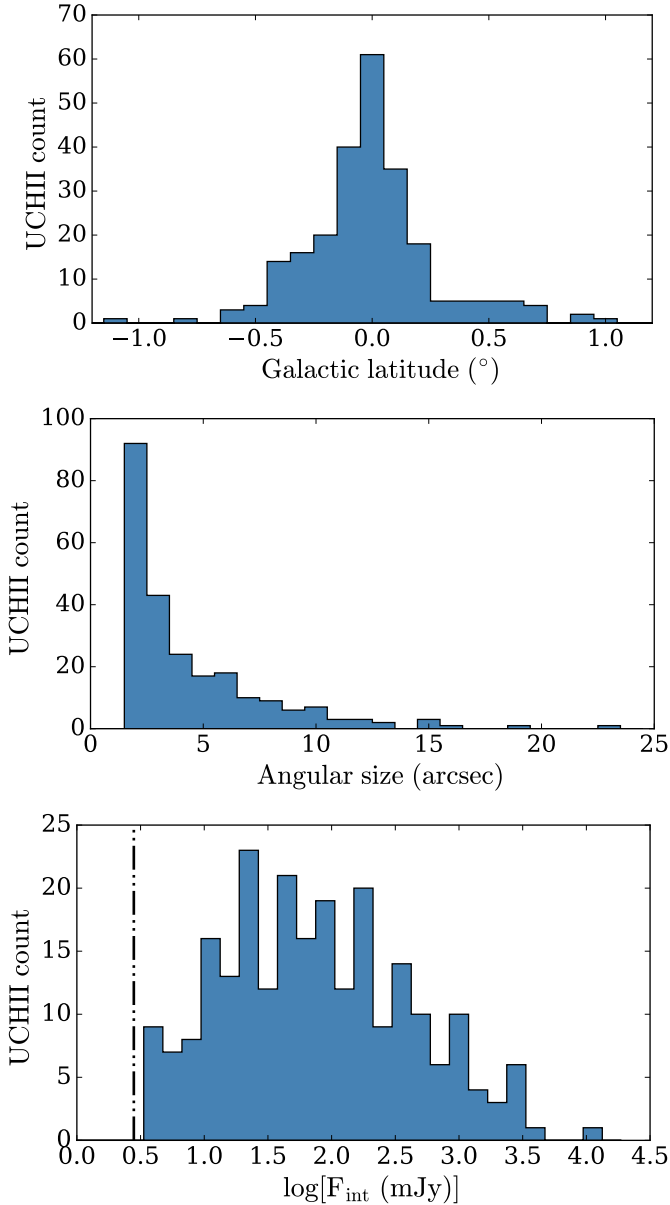 70
60
50
40
30
20
10
0
UCHII count
−1.0 −0.5 0.0 0.5 1.0
Galactic latitude (°)
100
80
60
40
20
0
UCHII count
0 5 10 15 20 25
Angular size (arcsec)
25
20
15
10
5
0
UCHII count
0.0 0.5 1.0 1.5 2.0 2.5 3.0 3.5 4.0 4.5
log[F_int (mJy)]